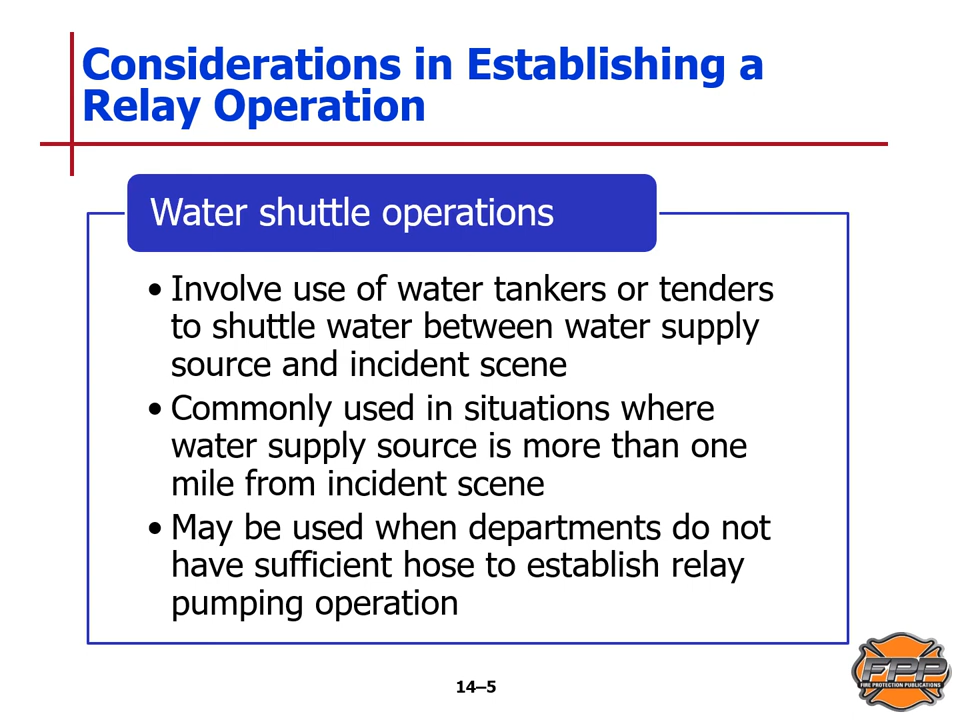 Considerations in Establishing a
Relay Operation
Water shuttle operations
• Involve use of water tankers or tenders
to shuttle water between water supply
source and incident scene
• Commonly used in situations where
water supply source is more than one
mile from incident scene
• May be used when departments do not
have sufficient hose to establish relay
pumping operation
14–5
FPP
FIRE PROTECTION PUBLICATIONS